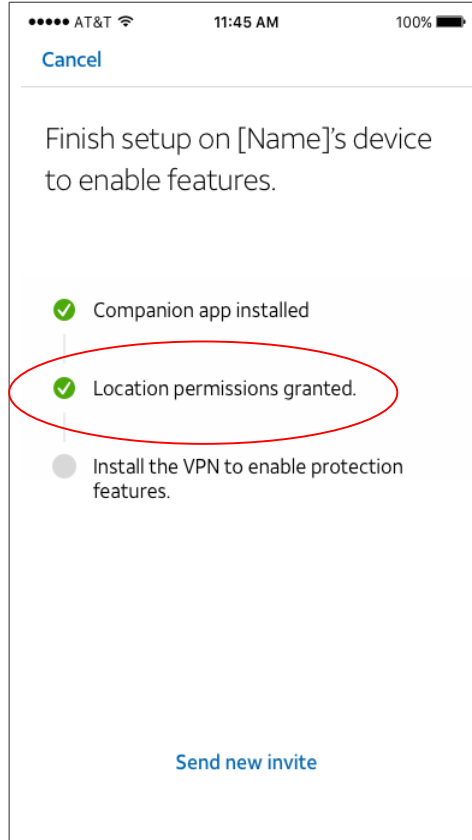 AT&T 11:45 AM 100%
Cancel
Finish setup on [Name]'s device
to enable features.
Companion app installed
Location permissions granted.
Install the VPN to enable protection
features.
Send new invite